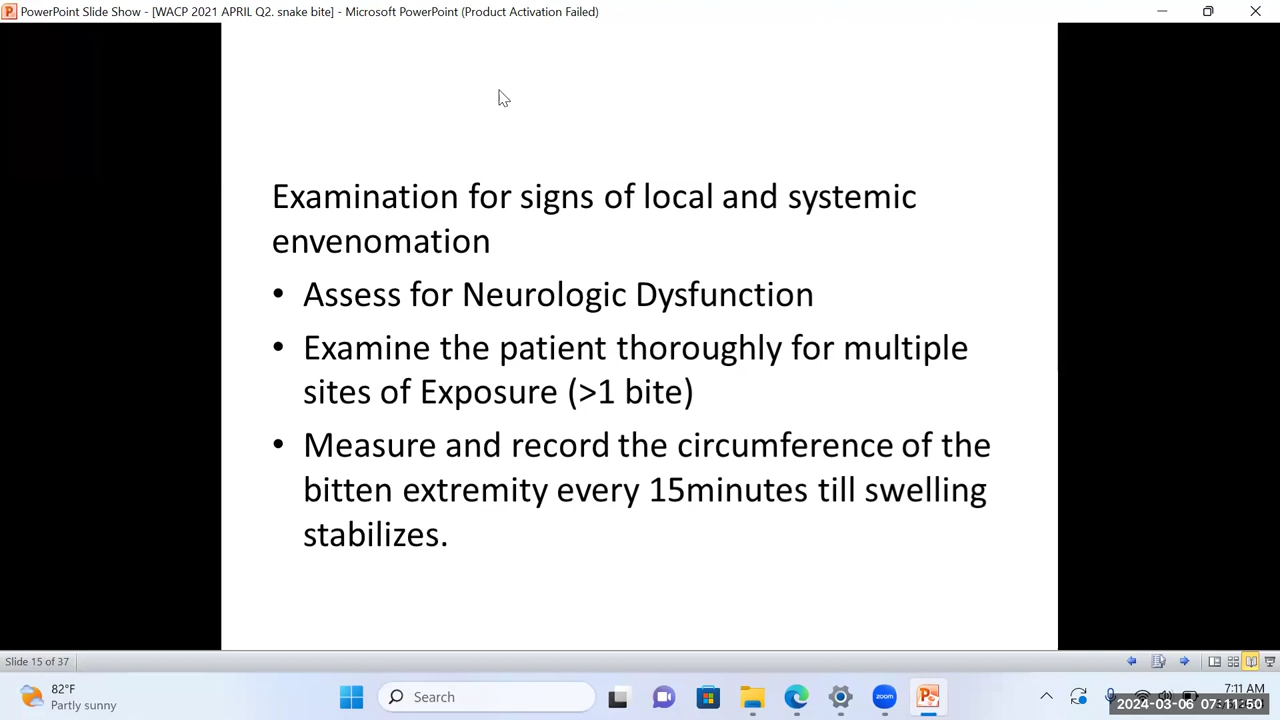 PowerPoint Slide Show - [WACP 2021 APRIL Q2. snake bite] - Microsoft PowerPoint (Product Activation Failed)
Examination for signs of local and systemic
envenomation
• Assess for Neurologic Dysfunction
• Examine the patient thoroughly for multiple
sites of Exposure (>1 bite)
• Measure and record the circumference of the
bitten extremity every 15minutes till swelling
stabilizes.
Slide 15 of 37
82°F
Partly sunny
Search
zoom
7:11 AM
2024-03-06 07:11:50